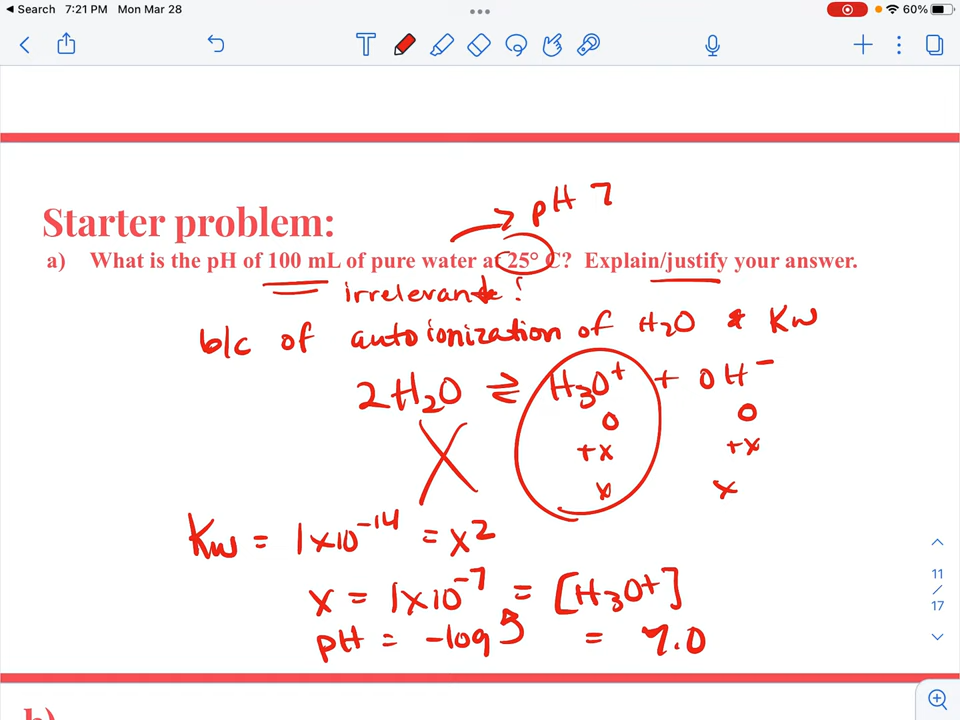 Search 7:21 PM Mon Mar 28 60%
T
Starter problem:
pH 7
a) What is the pH of 100 mL of pure water at 25° C? Explain/justify your answer.
irrelevant!
b/c of autoionization of H₂O & Kw
2H₂O ⇌ H₃O⁺ + OH⁻
0 0
+x +x
x x
Kw = 1x10⁻¹⁴ = x²
x = 1x10⁻⁷ = [H₃O+]
pH = -log = 7.0
11
/
17